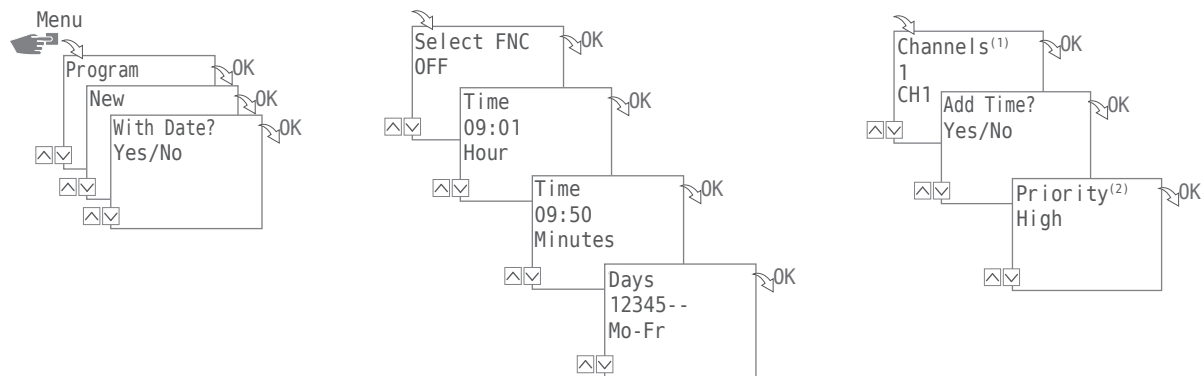 Menu
Program
OK
New
OK
With Date?
Yes/No
OK
Select FNC
OFF
OK
Time
09:01
Hour
OK
Time
09:50
Minutes
OK
Days
12345--
Mo-Fr
OK
Channels(1)
1
CH1
OK
Add Time?
Yes/No
OK
Priority(2)
High
OK